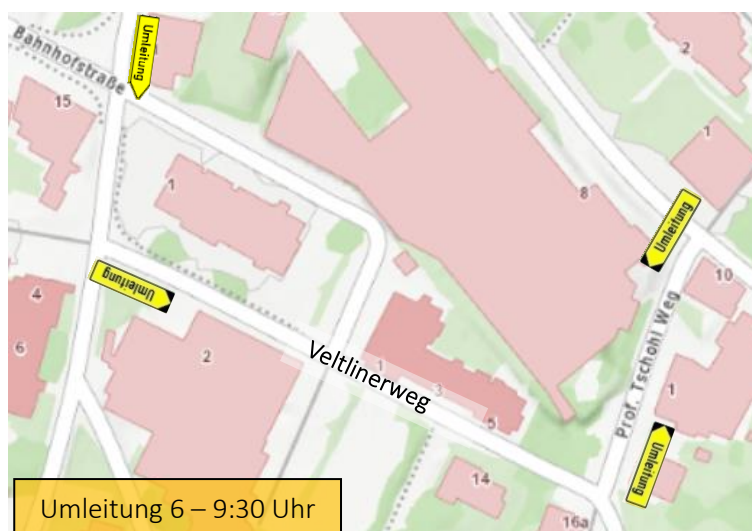 Bahnhofstraße
Umleitung
2
15
1
8
1
Umleitung
Umleitung
10
4
6
2
Veltlinerweg
1
3
5
Prof. Tschohl Weg
1
Umleitung
14
16a
Umleitung 6 – 9:30 Uhr